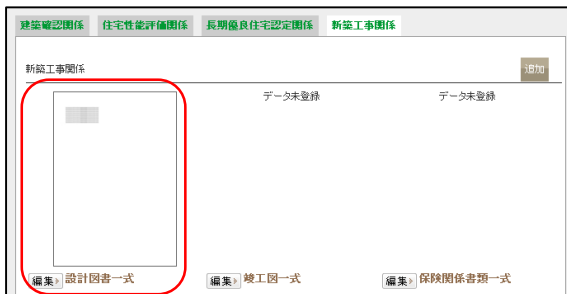 建築確認関係 住宅性能評価関係 長期優良住宅認定関係 新築工事関係
新築工事関係 追加
データ未登録 データ未登録
編集 設計図書一式 編集 竣工図一式 編集 保険関係書類一式